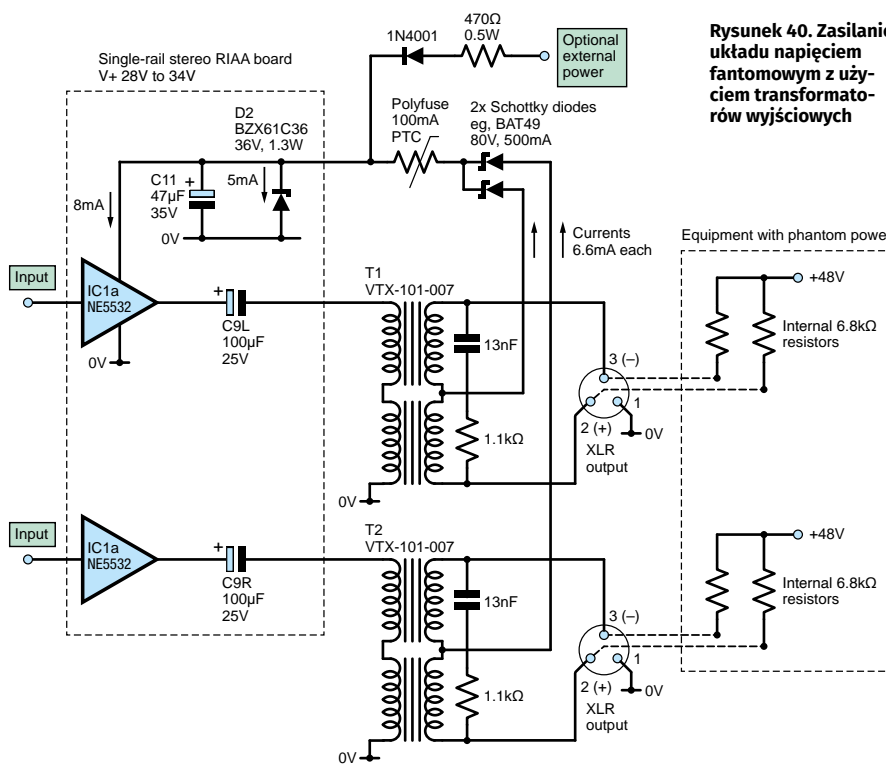 Rysunek 40. Zasilanie
układu napięciem
fantomowym z uży-
ciem transformato-
rów wyjściowych
1N4001
470Ω
0.5W
Optional
external
power
Single-rail stereo RIAA board
V+ 28V to 34V
D2
BZX61C36
36V, 1.3W
Polyfuse
100mA
PTC
2x Schottky diodes
eg, BAT49
80V, 500mA
C11
47µF
35V
+
5mA
8mA
0V
Currents
6.6mA each
Equipment with phantom power
Input
IC1a
NE5532
0V
+
C9L
100µF
25V
T1
VTX-101-007
13nF
1.1kΩ
0V
3 (–)
2 (+)
1
0V
XLR
output
+48V
Internal 6.8kΩ
resistors
Input
IC1a
NE5532
+
C9R
100µF
25V
T2
VTX-101-007
13nF
1.1kΩ
0V
3 (–)
2 (+)
1
0V
XLR
output
+48V
Internal 6.8kΩ
resistors